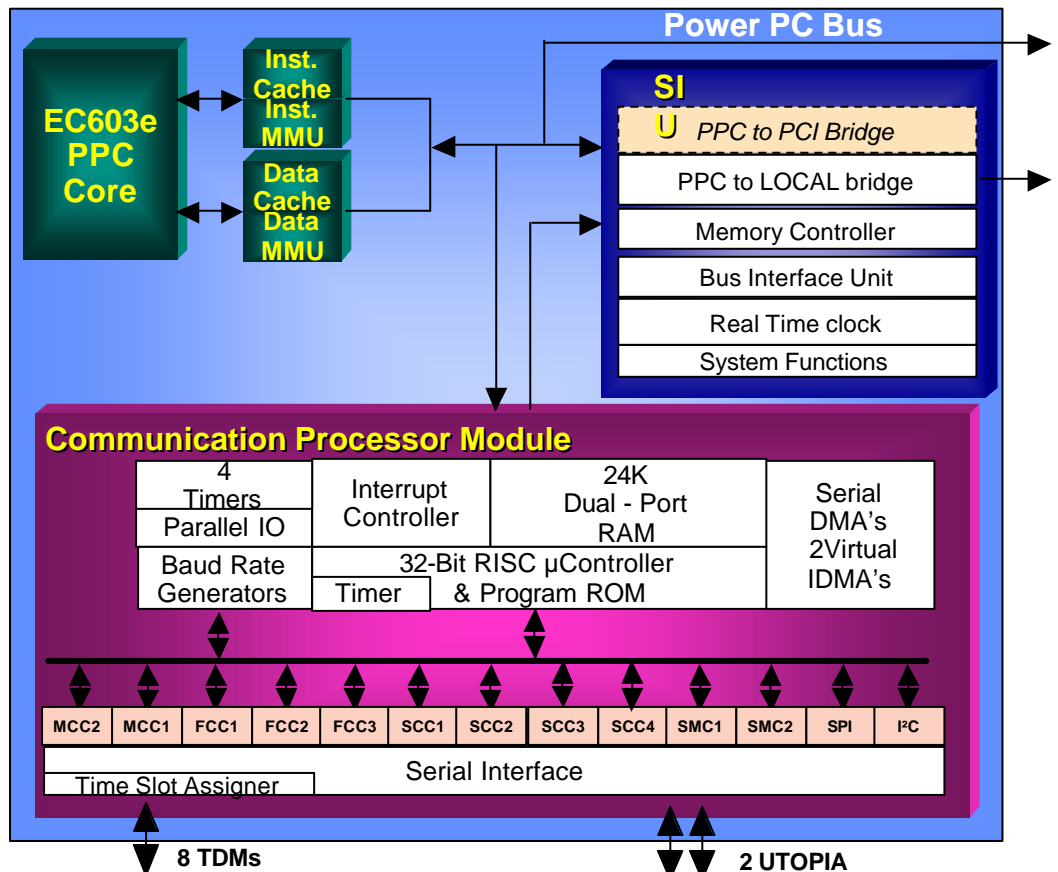 Power PC Bus
EC603e
PPC
Core
Inst.
Cache
Inst.
MMU
Data
Cache
Data
MMU
SI
U
PPC to PCI Bridge
PPC to LOCAL bridge
Memory Controller
Bus Interface Unit
Real Time clock
System Functions
Communication Processor Module
4
Timers
Parallel IO
Baud Rate
Generators
Interrupt
Controller
24K
Dual - Port
RAM
32-Bit RISC µController
& Program ROM
Timer
Serial
DMA's
2Virtual
IDMA's
MCC2 MCC1 FCC1 FCC2 FCC3 SCC1 SCC2 SCC3 SCC4 SMC1 SMC2 SPI I²C
Serial Interface
Time Slot Assigner
8 TDMs
2 UTOPIA